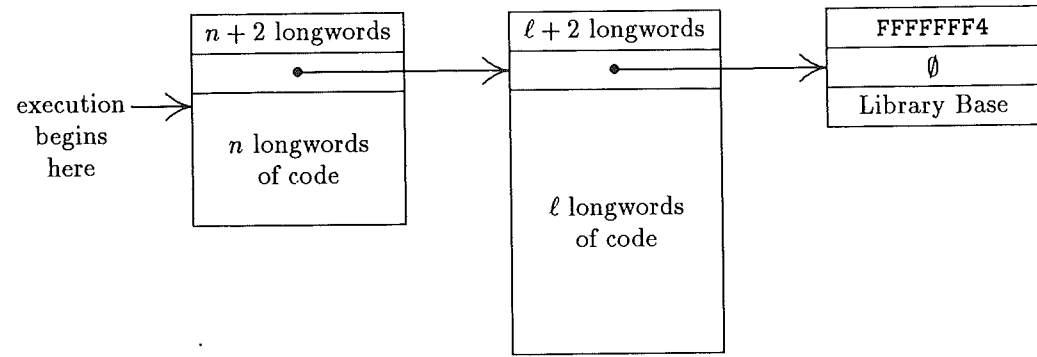 n + 2 longwords
ℓ + 2 longwords
FFFFFFF4
∅
Library Base
execution
begins
here
n longwords
of code
ℓ longwords
of code